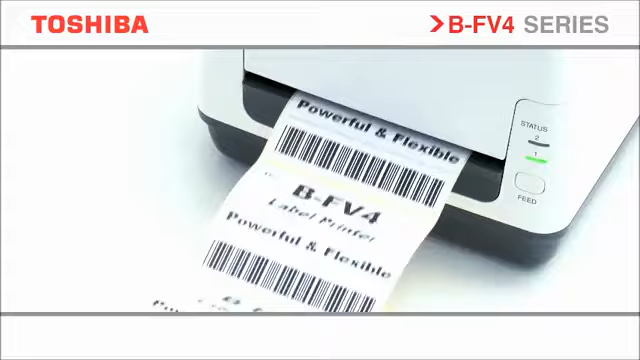 TOSHIBA
B-FV4 SERIES
STATUS
2
1
FEED
Powerful & Flexible
B-FV4
Label Printer
Powerful & Flexible